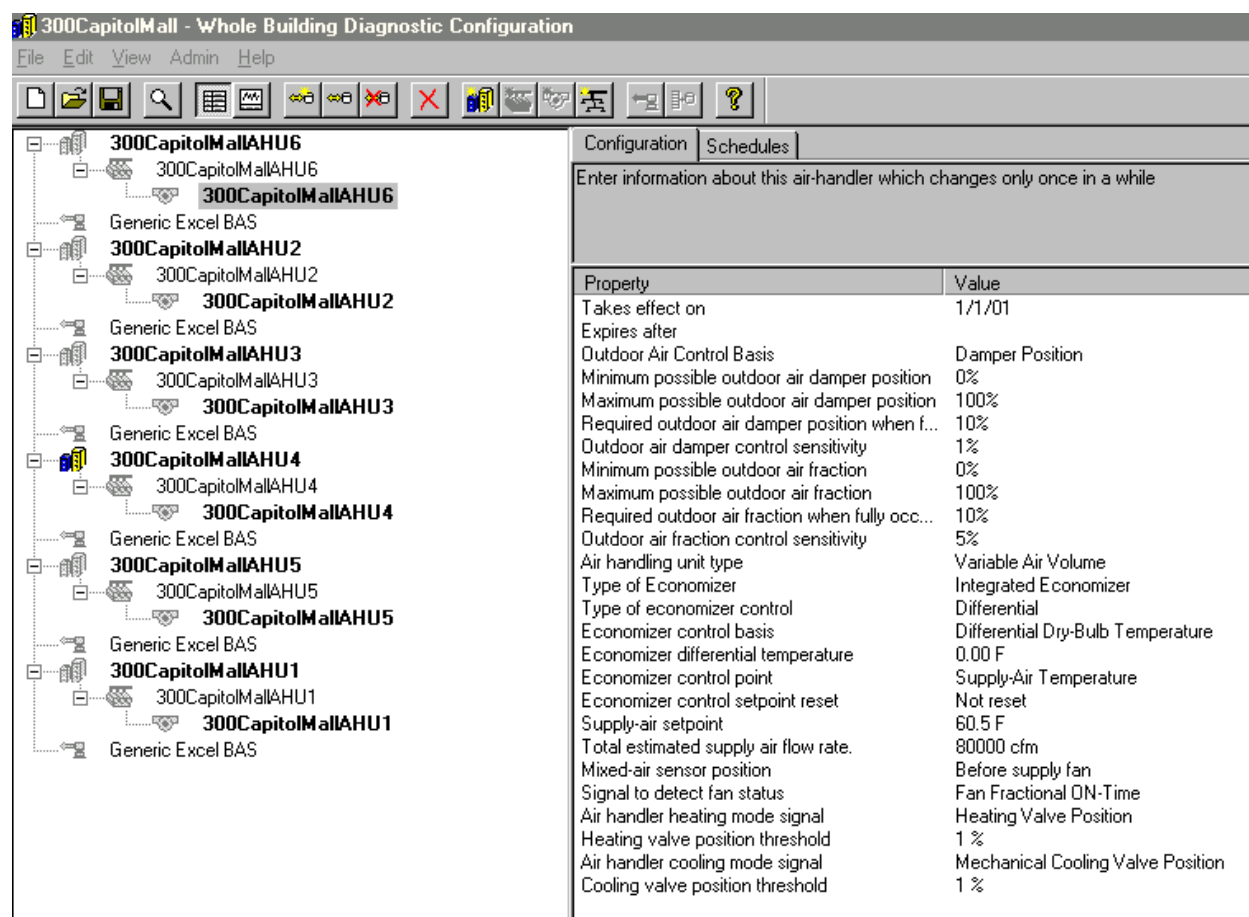 300CapitolMall - Whole Building Diagnostic Configuration
File Edit View Admin Help
300CapitolMallAHU6
300CapitolMallAHU6
300CapitolMallAHU6
Generic Excel BAS
300CapitolMallAHU2
300CapitolMallAHU2
300CapitolMallAHU2
Generic Excel BAS
300CapitolMallAHU3
300CapitolMallAHU3
300CapitolMallAHU3
Generic Excel BAS
300CapitolMallAHU4
300CapitolMallAHU4
300CapitolMallAHU4
Generic Excel BAS
300CapitolMallAHU5
300CapitolMallAHU5
300CapitolMallAHU5
Generic Excel BAS
300CapitolMallAHU1
300CapitolMallAHU1
300CapitolMallAHU1
Generic Excel BAS
Configuration Schedules
Enter information about this air-handler which changes only once in a while
Property Value
Takes effect on 1/1/01
Expires after
Outdoor Air Control Basis Damper Position
Minimum possible outdoor air damper position 0%
Maximum possible outdoor air damper position 100%
Required outdoor air damper position when f... 10%
Outdoor air damper control sensitivity 1%
Minimum possible outdoor air fraction 0%
Maximum possible outdoor air fraction 100%
Required outdoor air fraction when fully occ... 10%
Outdoor air fraction control sensitivity 5%
Air handling unit type Variable Air Volume
Type of Economizer Integrated Economizer
Type of economizer control Differential
Economizer control basis Differential Dry-Bulb Temperature
Economizer differential temperature 0.00 F
Economizer control point Supply-Air Temperature
Economizer control setpoint reset Not reset
Supply-air setpoint 60.5 F
Total estimated supply air flow rate. 80000 cfm
Mixed-air sensor position Before supply fan
Signal to detect fan status Fan Fractional ON-Time
Air handler heating mode signal Heating Valve Position
Heating valve position threshold 1 %
Air handler cooling mode signal Mechanical Cooling Valve Position
Cooling valve position threshold 1 %